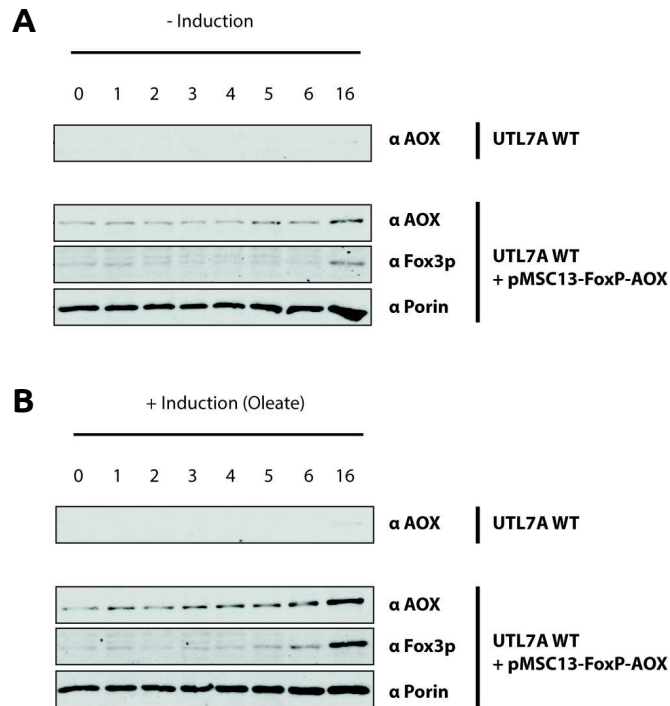 A
- Induction
0 1 2 3 4 5 6 16
α AOX UTL7A WT
α AOX
α Fox3p UTL7A WT
+ pMSC13-FoxP-AOX
α Porin
B
+ Induction (Oleate)
0 1 2 3 4 5 6 16
α AOX UTL7A WT
α AOX
α Fox3p UTL7A WT
+ pMSC13-FoxP-AOX
α Porin